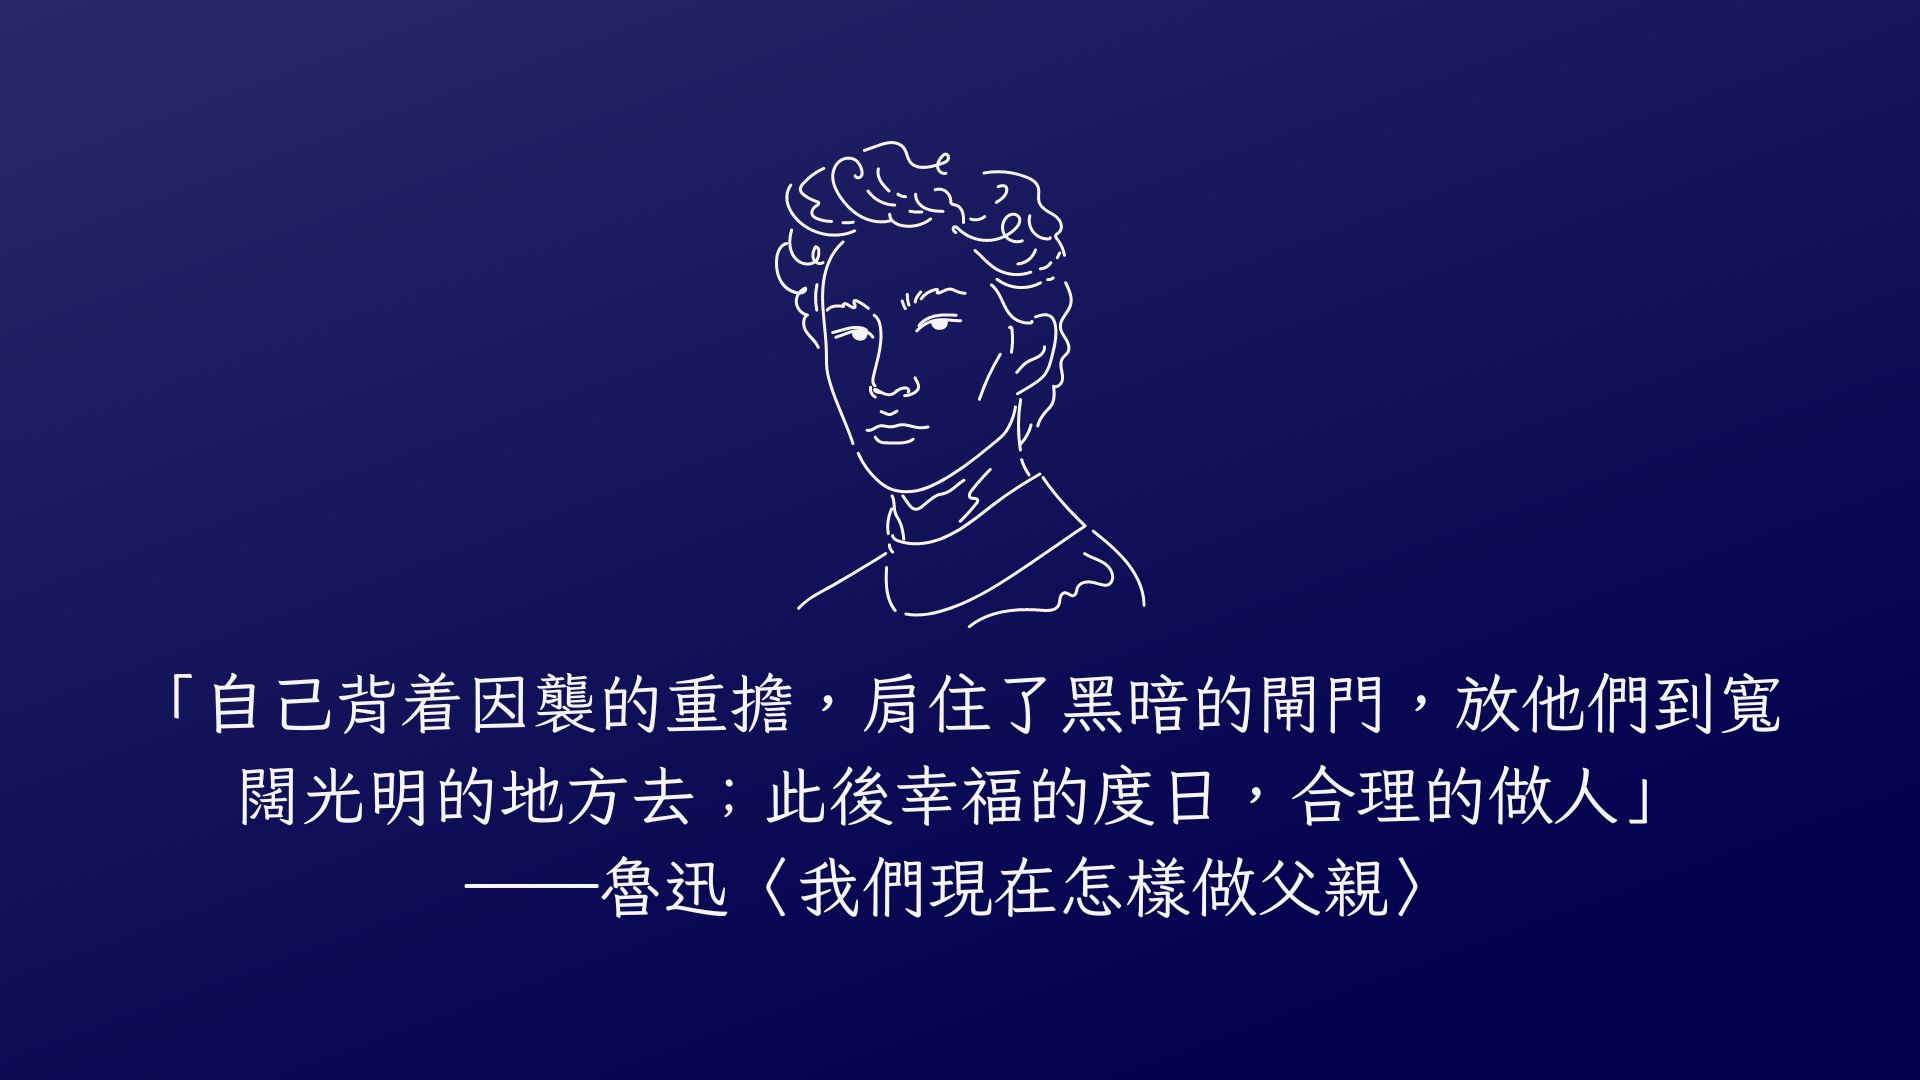 「自己背着因襲的重擔，肩住了黑暗的閘門，放他們到寬
闊光明的地方去；此後幸福的度日，合理的做人」
——魯迅〈我們現在怎樣做父親〉